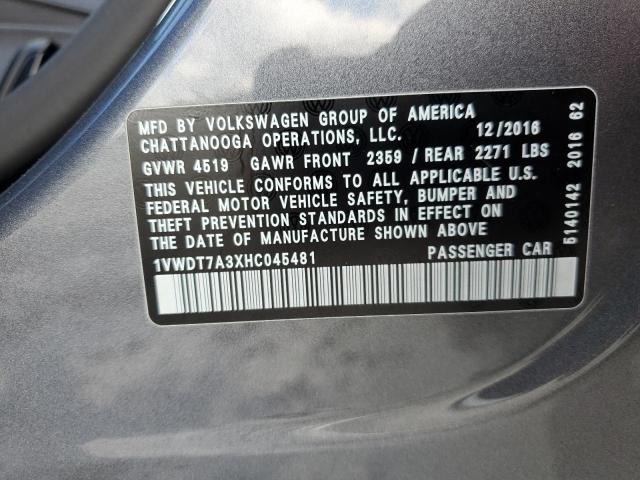 MFD BY VOLKSWAGEN GROUP OF AMERICA
CHATTANOOGA OPERATIONS, LLC. 12/2016
GVWR 4519 GAWR FRONT 2359 / REAR 2271 LBS
THIS VEHICLE CONFORMS TO ALL APPLICABLE U.S.
FEDERAL MOTOR VEHICLE SAFETY, BUMPER AND
THEFT PREVENTION STANDARDS IN EFFECT ON
THE DATE OF MANUFACTURE SHOWN ABOVE
1VWDT7A3XHC045481 PASSENGER CAR
5140142 2016 62